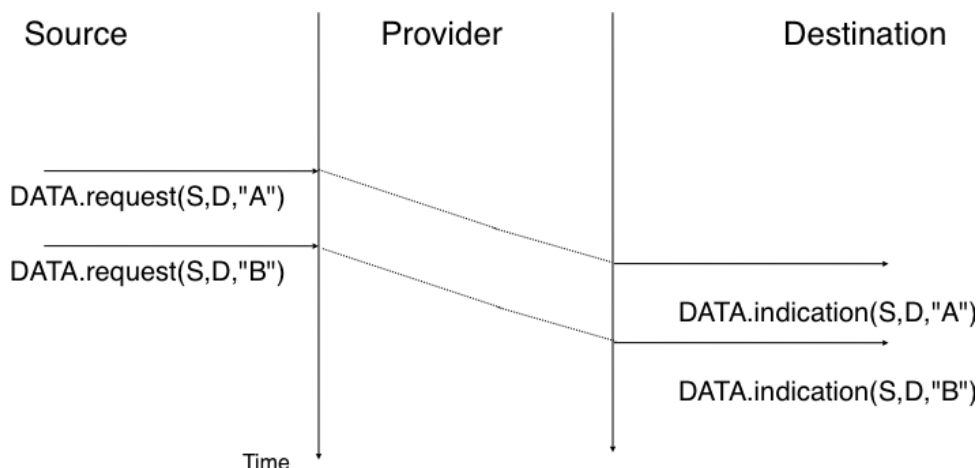 Source
Provider
Destination
DATA.request(S,D,"A")
DATA.request(S,D,"B")
DATA.indication(S,D,"A")
DATA.indication(S,D,"B")
Time